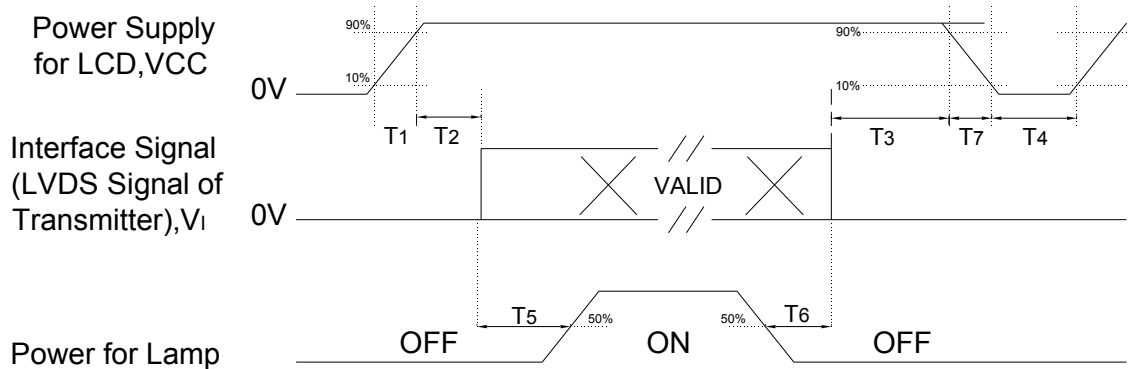 Power Supply
for LCD,VCC
90%
10%
0V
90%
10%
T1
T2
T3
T7
T4
Interface Signal
(LVDS Signal of
Transmitter),VI
0V
VALID
T5
50%
50%
T6
Power for Lamp
OFF
ON
OFF